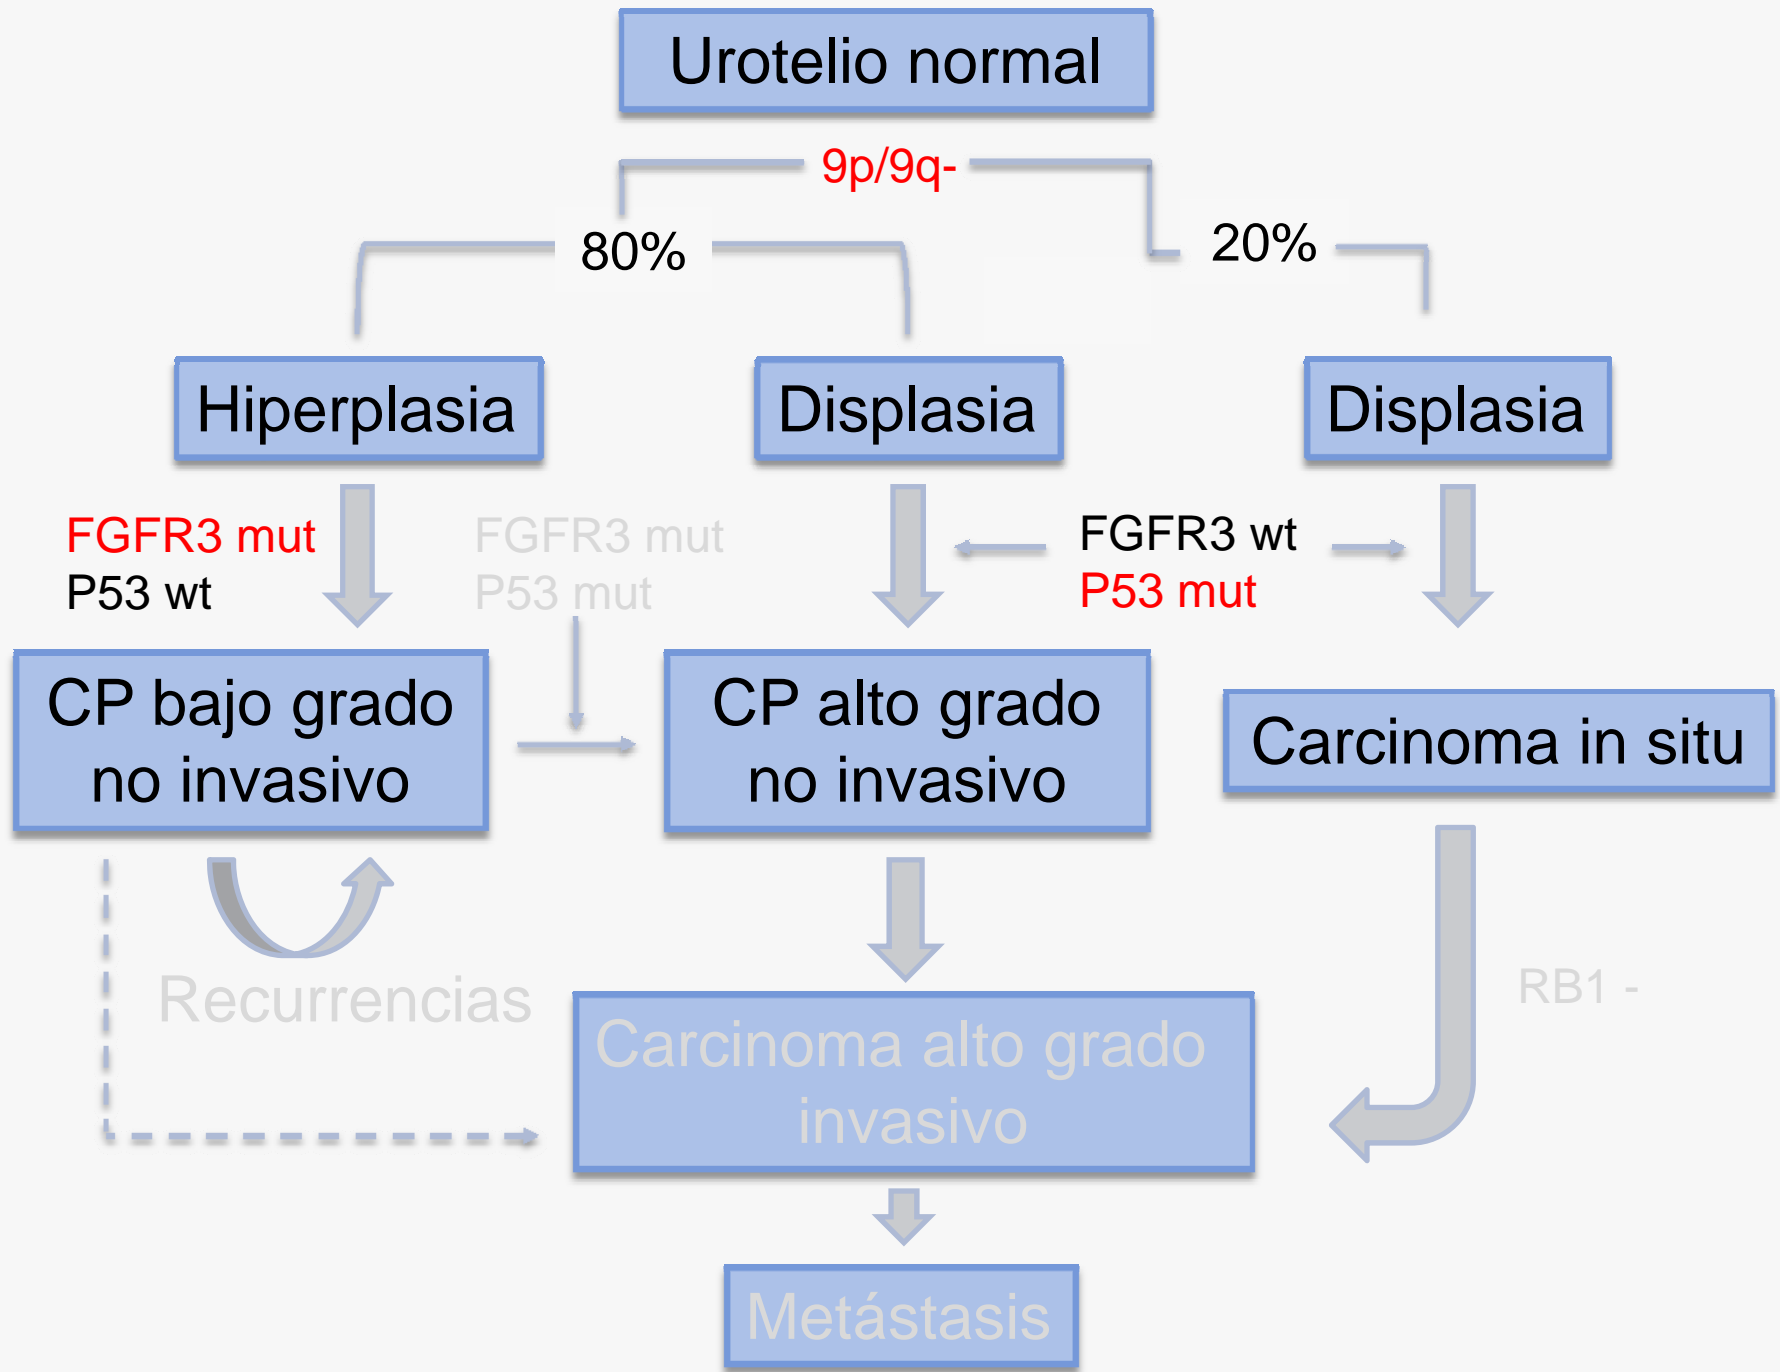 Urotelio normal
9p/9q-
80%
20%
Hiperplasia
Displasia
Displasia
FGFR3 mut
P53 wt
FGFR3 mut
P53 mut
FGFR3 wt
P53 mut
CP bajo grado
no invasivo
CP alto grado
no invasivo
Carcinoma in situ
Recurrencias
RB1 -
Carcinoma alto grado
invasivo
Metástasis